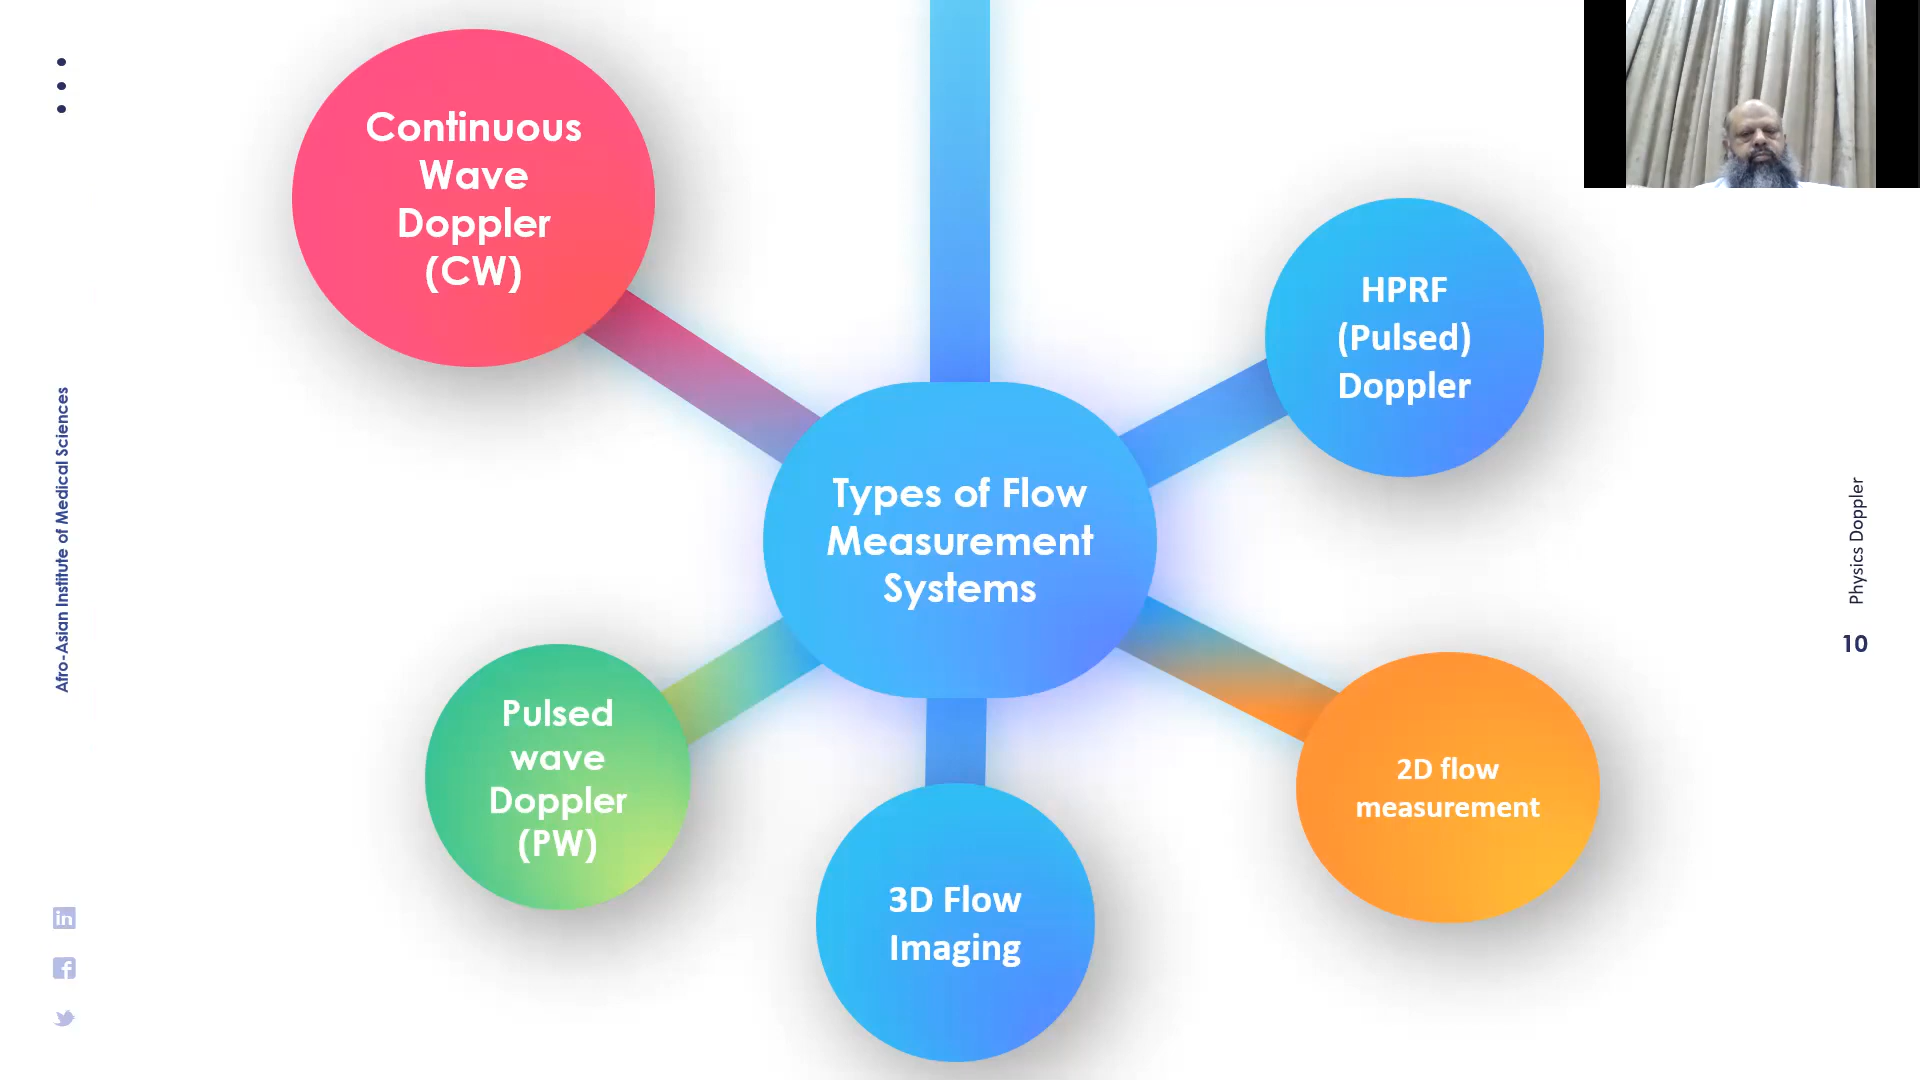 Continuous
Wave
Doppler
(CW)
HPRF
(Pulsed)
Doppler
Types of Flow
Measurement
Systems
Pulsed
wave
Doppler
(PW)
3D Flow
Imaging
2D flow
measurement
Afro-Asian Institute of Medical Sciences
Physics Doppler
10
in
f